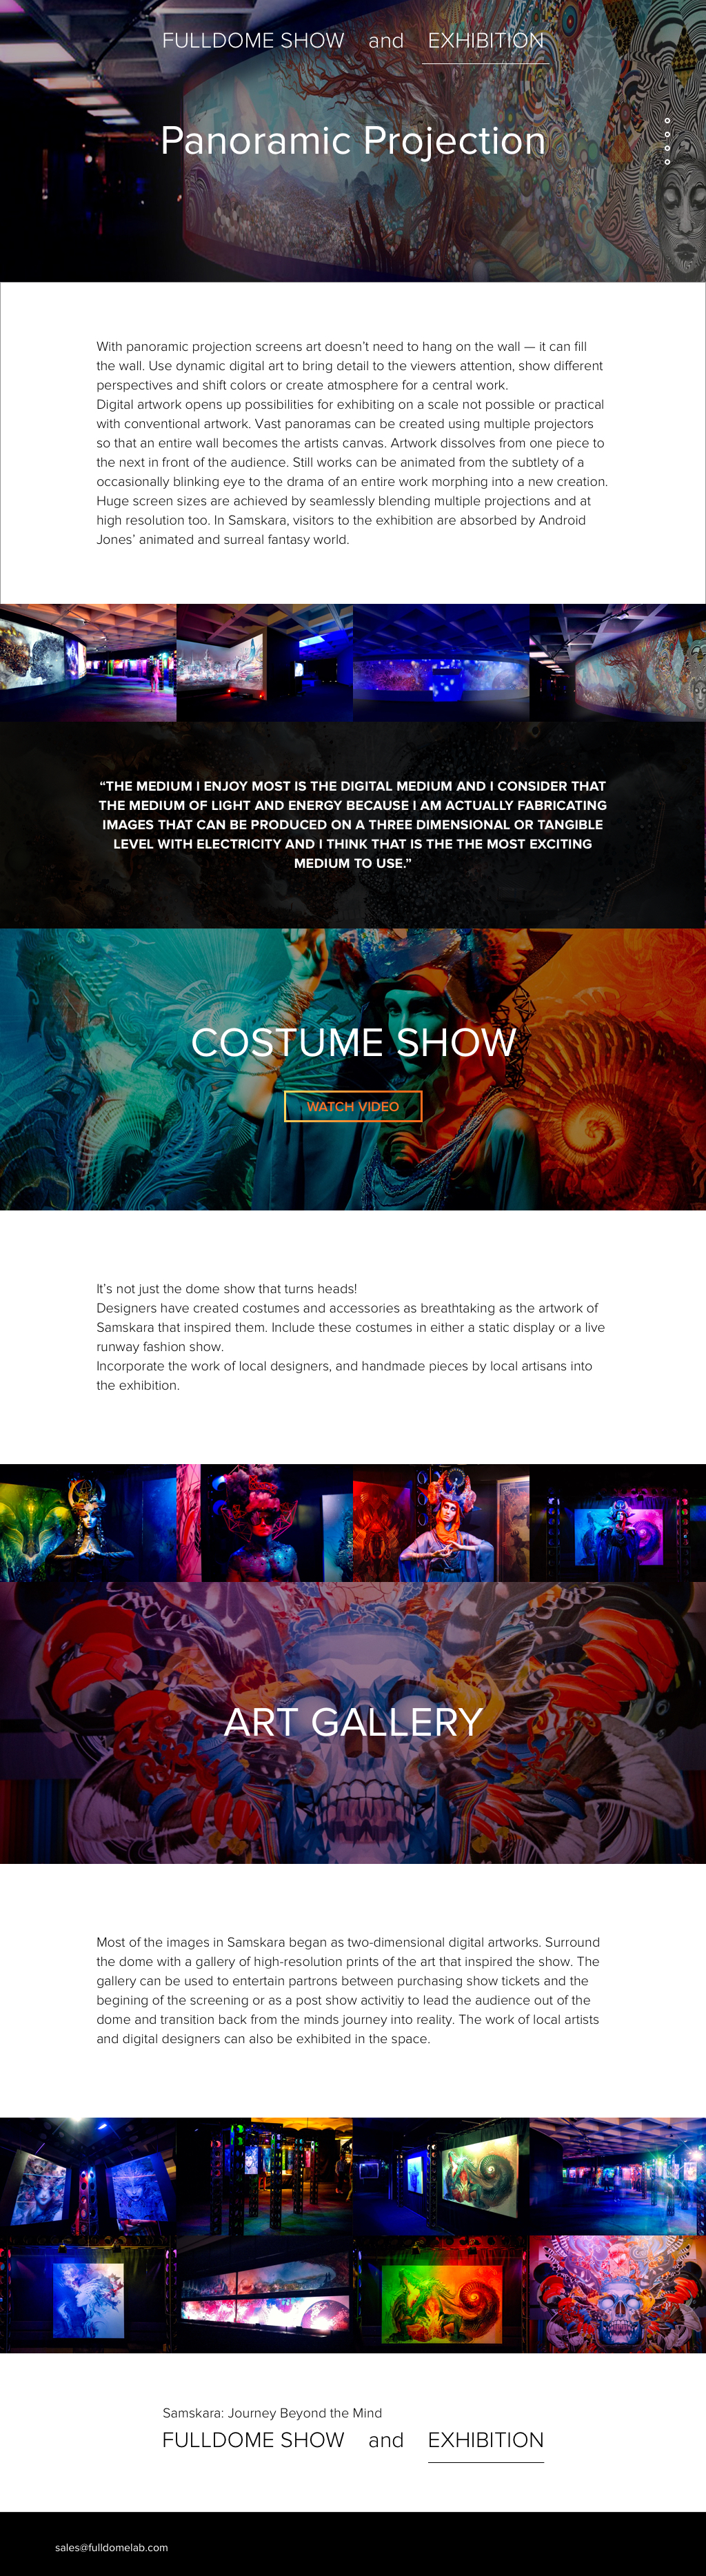 FULLDOME SHOW and EXHIBITION
Panoramic Projection
With panoramic projection screens art doesn’t need to hang on the wall — it can fill
the wall. Use dynamic digital art to bring detail to the viewers attention, show different
perspectives and shift colors or create atmosphere for a central work.
Digital artwork opens up possibilities for exhibiting on a scale not possible or practical
with conventional artwork. Vast panoramas can be created using multiple projectors
so that an entire wall becomes the artists canvas. Artwork dissolves from one piece to
the next in front of the audience. Still works can be animated from the subtlety of a
occasionally blinking eye to the drama of an entire work morphing into a new creation.
Huge screen sizes are achieved by seamlessly blending multiple projections and at
high resolution too. In Samskara, visitors to the exhibition are absorbed by Android
Jones’ animated and surreal fantasy world.
“THE MEDIUM I ENJOY MOST IS THE DIGITAL MEDIUM AND I CONSIDER THAT
THE MEDIUM OF LIGHT AND ENERGY BECAUSE I AM ACTUALLY FABRICATING
IMAGES THAT CAN BE PRODUCED ON A THREE DIMENSIONAL OR TANGIBLE
LEVEL WITH ELECTRICITY AND I THINK THAT IS THE THE MOST EXCITING
MEDIUM TO USE.”
COSTUME SHOW
WATCH VIDEO
It’s not just the dome show that turns heads!
Designers have created costumes and accessories as breathtaking as the artwork of
Samskara that inspired them. Include these costumes in either a static display or a live
runway fashion show.
Incorporate the work of local designers, and handmade pieces by local artisans into
the exhibition.
ART GALLERY
Most of the images in Samskara began as two-dimensional digital artworks. Surround
the dome with a gallery of high-resolution prints of the art that inspired the show. The
gallery can be used to entertain partrons between purchasing show tickets and the
begining of the screening or as a post show activitiy to lead the audience out of the
dome and transition back from the minds journey into reality. The work of local artists
and digital designers can also be exhibited in the space.
Samskara: Journey Beyond the Mind
FULLDOME SHOW and EXHIBITION
sales@fulldomelab.com